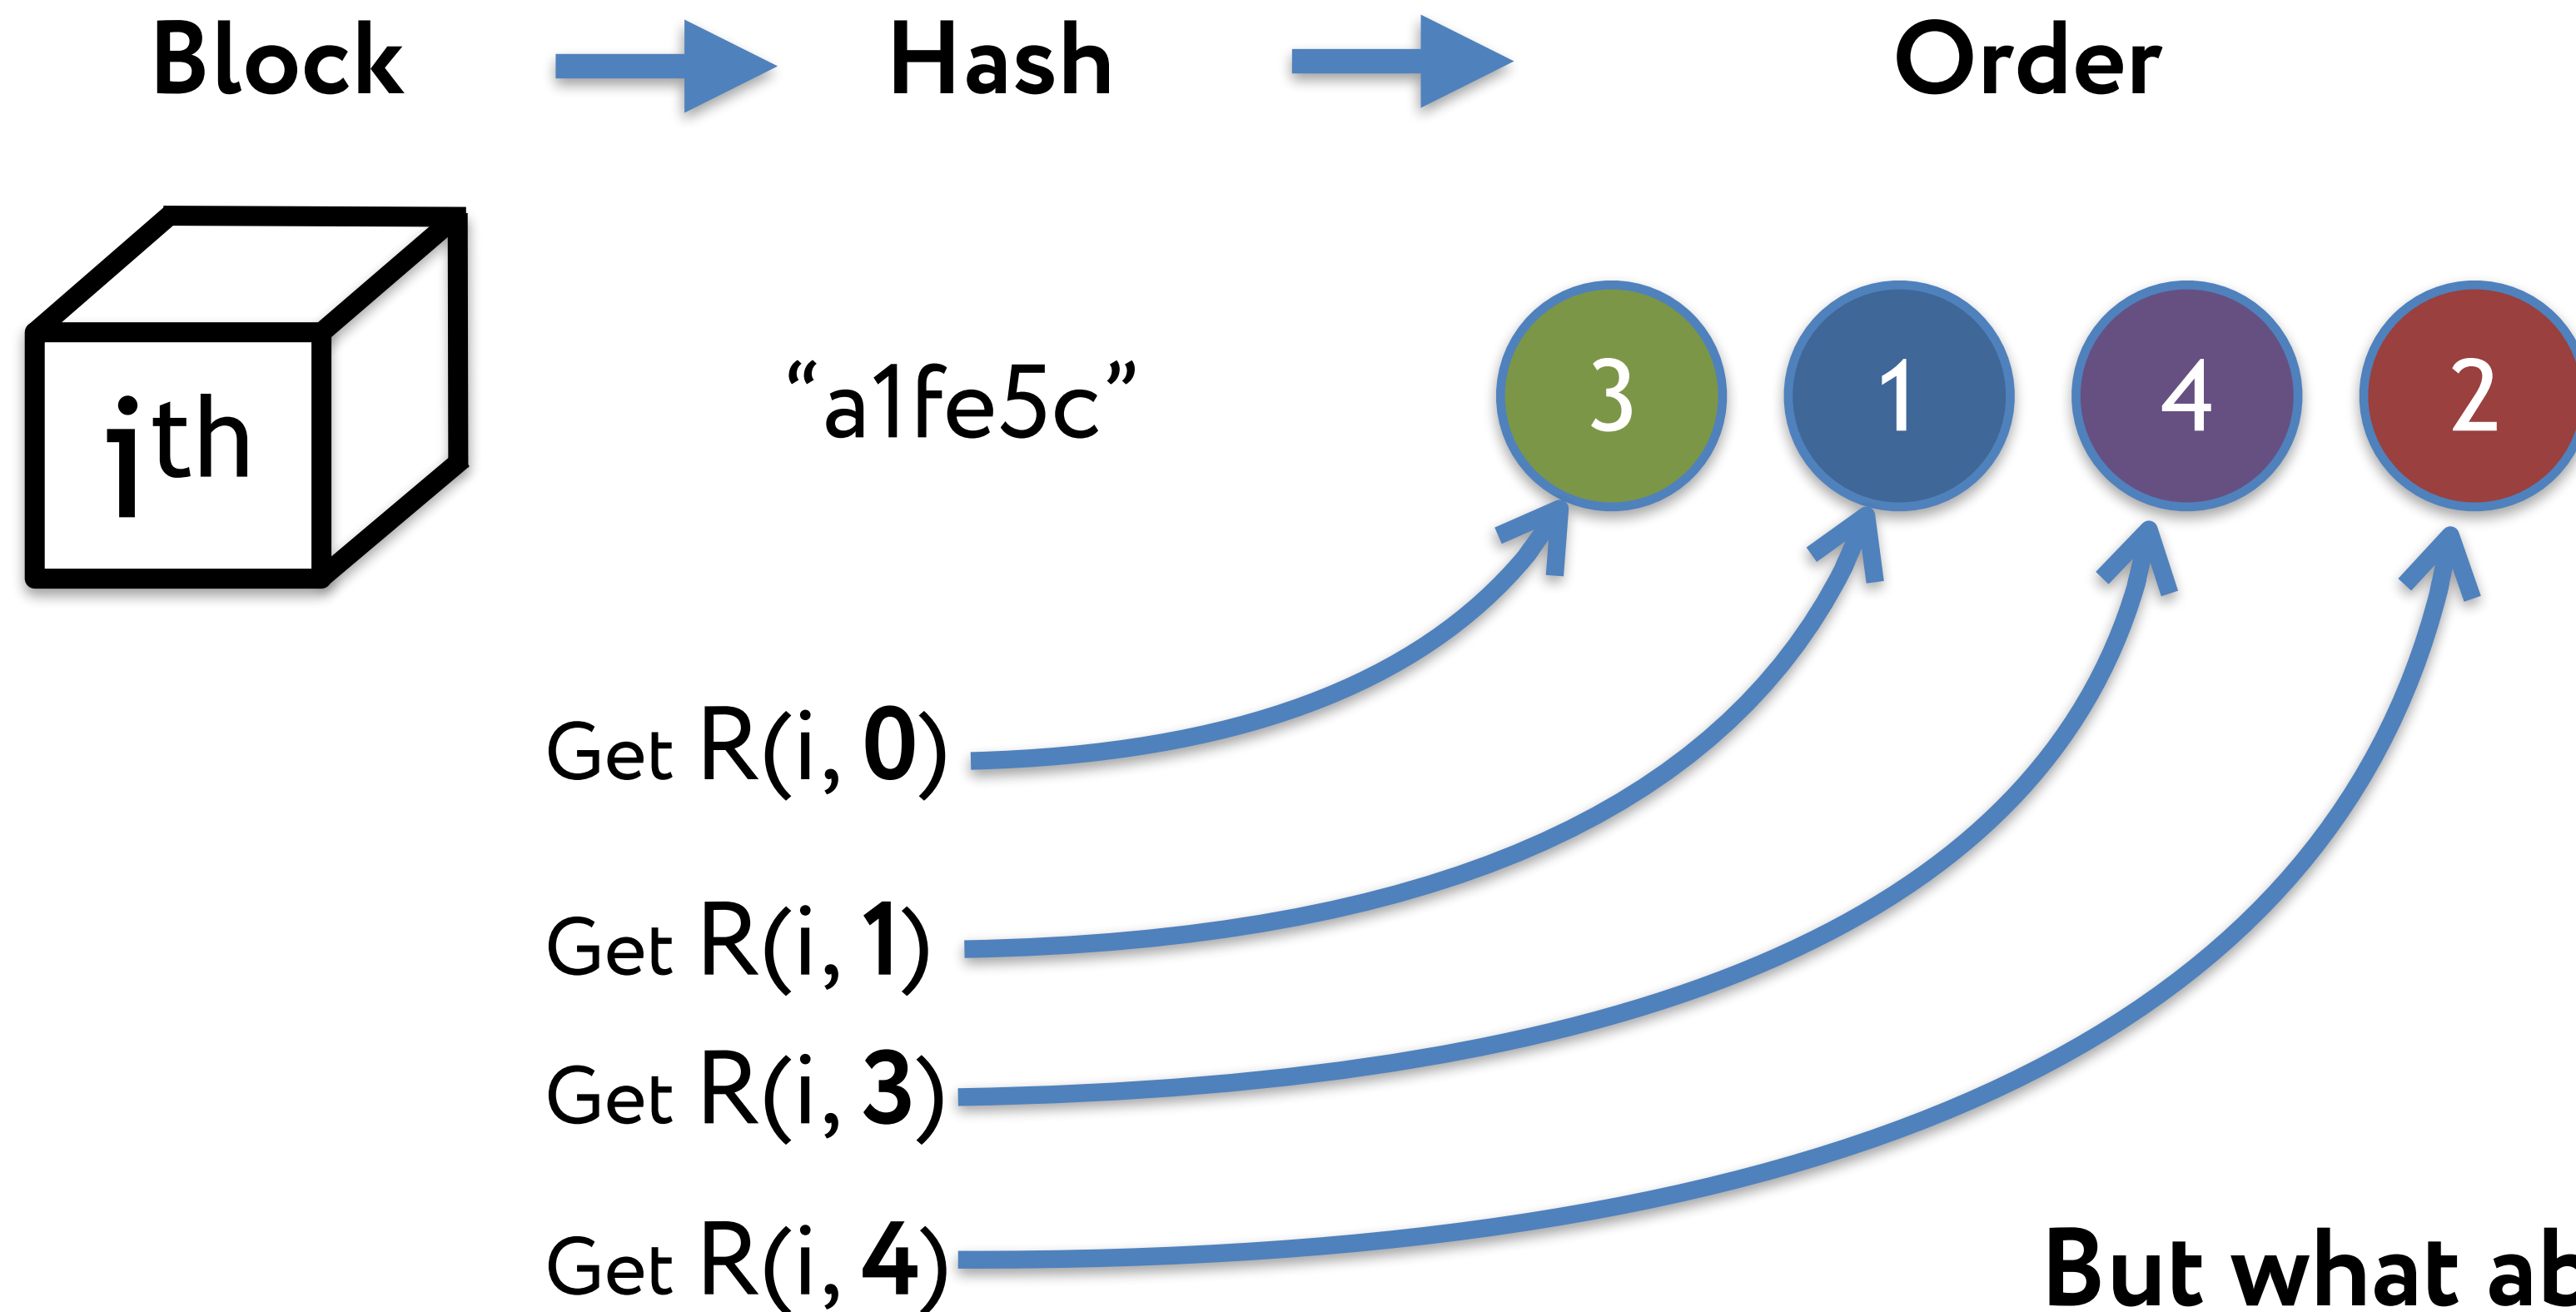 Block Hash Order
ith
“a1fe5c”
3 1 4 2
Get R(i, 0)
Get R(i, 1)
Get R(i, 3)
Get R(i, 4)
But what